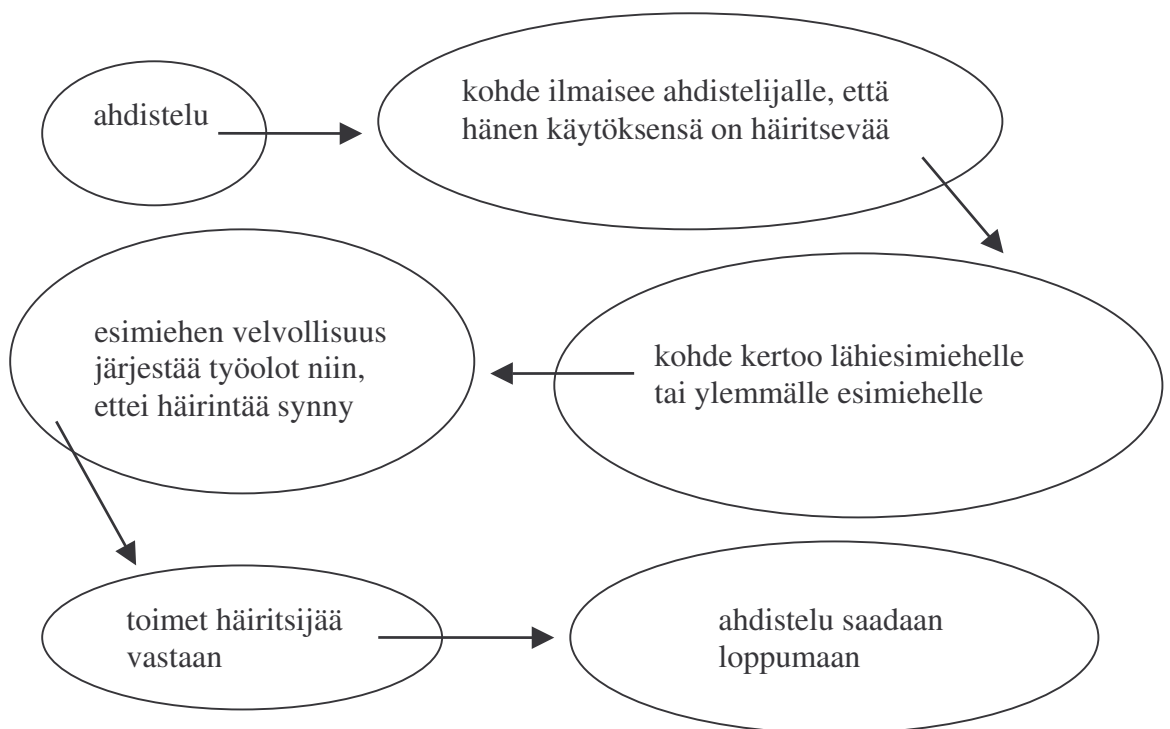 ahdistelu
kohde ilmaisee ahdistelijalle, että
hänen käytöksensä on häiritsevää
kohde kertoo lähiesimiehelle
tai ylemmälle esimiehelle
esimiehen velvollisuus
järjestää työolot niin,
ettei häirintää synny
toimet häiritsijää
vastaan
ahdistelu saadaan
loppumaan